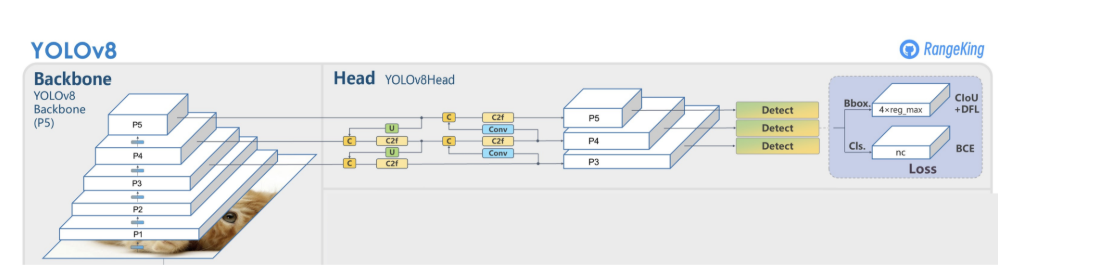 YOLOv8
RangeKing
Backbone
YOLOv8
Backbone
(P5)
P5
P4
P3
P2
P1
Head YOLOv8Head
U
C
C2f
U
C
C2f
C
C2f
Conv
C
C2f
Conv
P5
P4
P3
Detect
Detect
Detect
Bbox.
4×reg_max
CIoU
+DFL
Cls.
nc
BCE
Loss